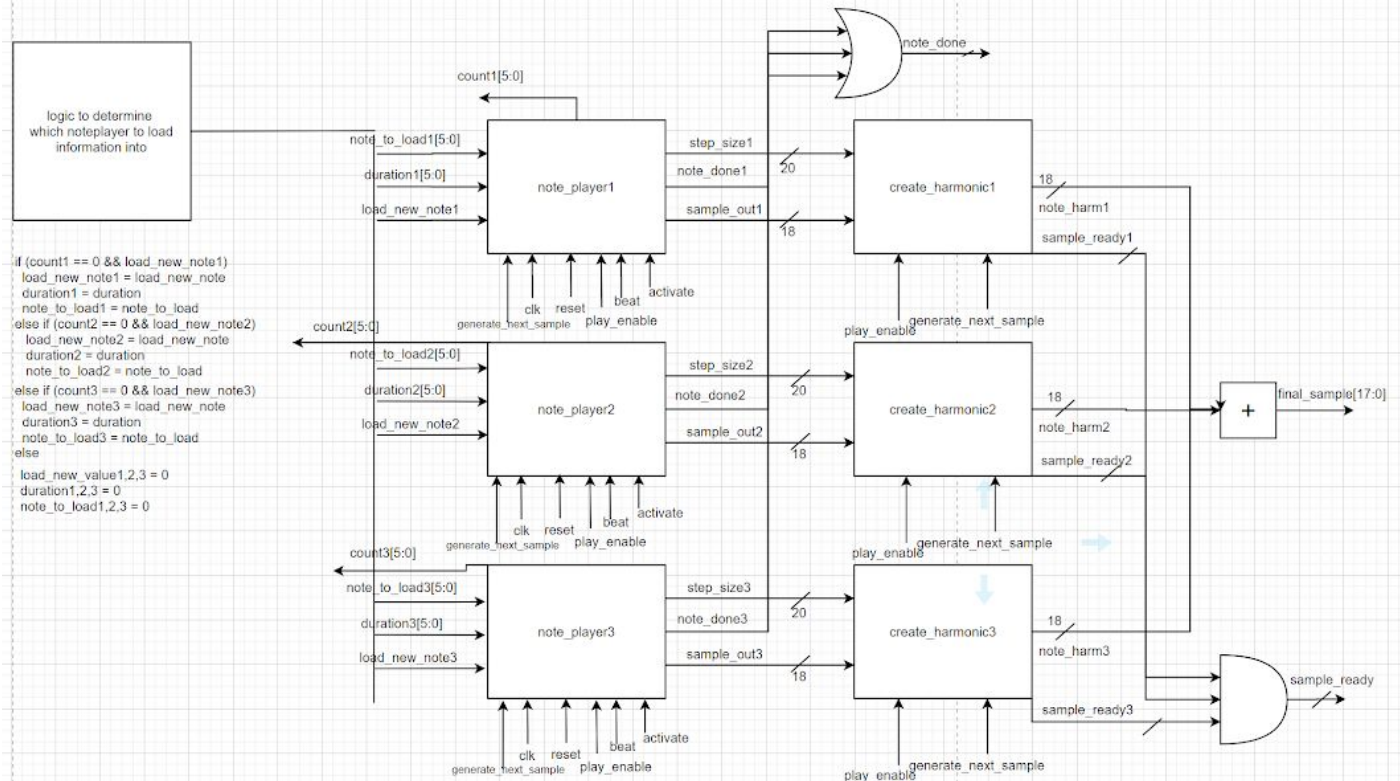 note_done
count1[5:0]
logic to determine
which noteplayer to load
information into
note_to_load1[5:0]
duration1[5:0]
load_new_note1
note_player1
step_size1
20
note_done1
sample_out1
18
create_harmonic1
18
note_harm1
sample_ready1
generate_next_sample
clk
reset
play_enable
beat
activate
play_enable
generate_next_sample
if (count1 == 0 && load_new_note1)
load_new_note1 = load_new_note
duration1 = duration
note_to_load1 = note_to_load
else if (count2 == 0 && load_new_note2)
load_new_note2 = load_new_note
duration2 = duration
note_to_load2 = note_to_load
else if (count3 == 0 && load_new_note3)
load_new_note3 = load_new_note
duration3 = duration
note_to_load3 = note_to_load
else
load_new_value1,2,3 = 0
duration1,2,3 = 0
note_to_load1,2,3 = 0
count2[5:0]
note_to_load2[5:0]
duration2[5:0]
load_new_note2
note_player2
step_size2
20
note_done2
sample_out2
18
create_harmonic2
18
note_harm2
sample_ready2
+
final_sample[17:0]
generate_next_sample
clk
reset
play_enable
beat
activate
play_enable
generate_next_sample
count3[5:0]
note_to_load3[5:0]
duration3[5:0]
load_new_note3
note_player3
step_size3
20
note_done3
sample_out3
18
create_harmonic3
18
note_harm3
sample_ready3
sample_ready
generate_next_sample
clk
reset
play_enable
beat
activate
play_enable
generate_next_sample